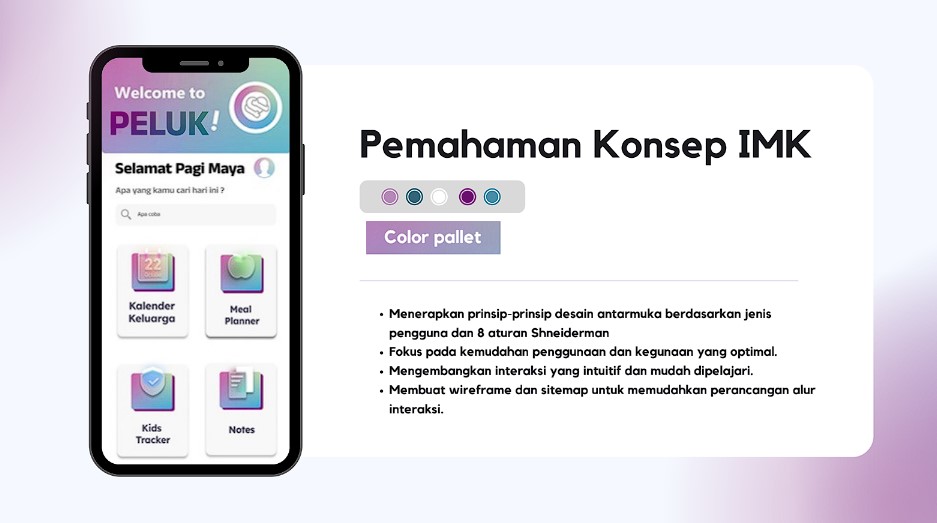 Welcome to
PELUK!
Selamat Pagi Maya
Apa yang kamu cari hari ini ?
Apa coba
22
Kalender
Keluarga
Meal
Planner
Kids
Tracker
Notes
Pemahaman Konsep IMK
Color pallet
• Menerapkan prinsip-prinsip desain antarmuka berdasarkan jenis
pengguna dan 8 aturan Shneiderman
• Fokus pada kemudahan penggunaan dan kegunaan yang optimal.
• Mengembangkan interaksi yang intuitif dan mudah dipelajari.
• Membuat wireframe dan sitemap untuk memudahkan perancangan alur
interaksi.